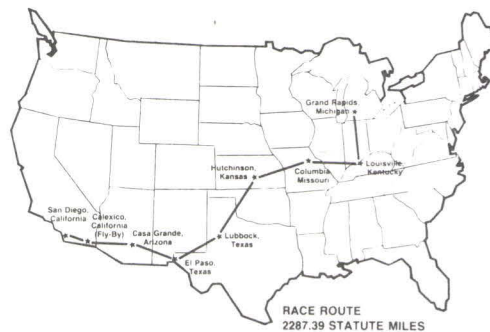 Grand Rapids,
Michigan
Hutchinson,
Kansas
Louisville,
Kentucky
Columbia
Missouri
San Diego,
California
Calexico,
California
(Fly-By)
Casa Grande,
Arizona
Lubbock,
Texas
El Paso,
Texas
RACE ROUTE
2287.39 STATUTE MILES